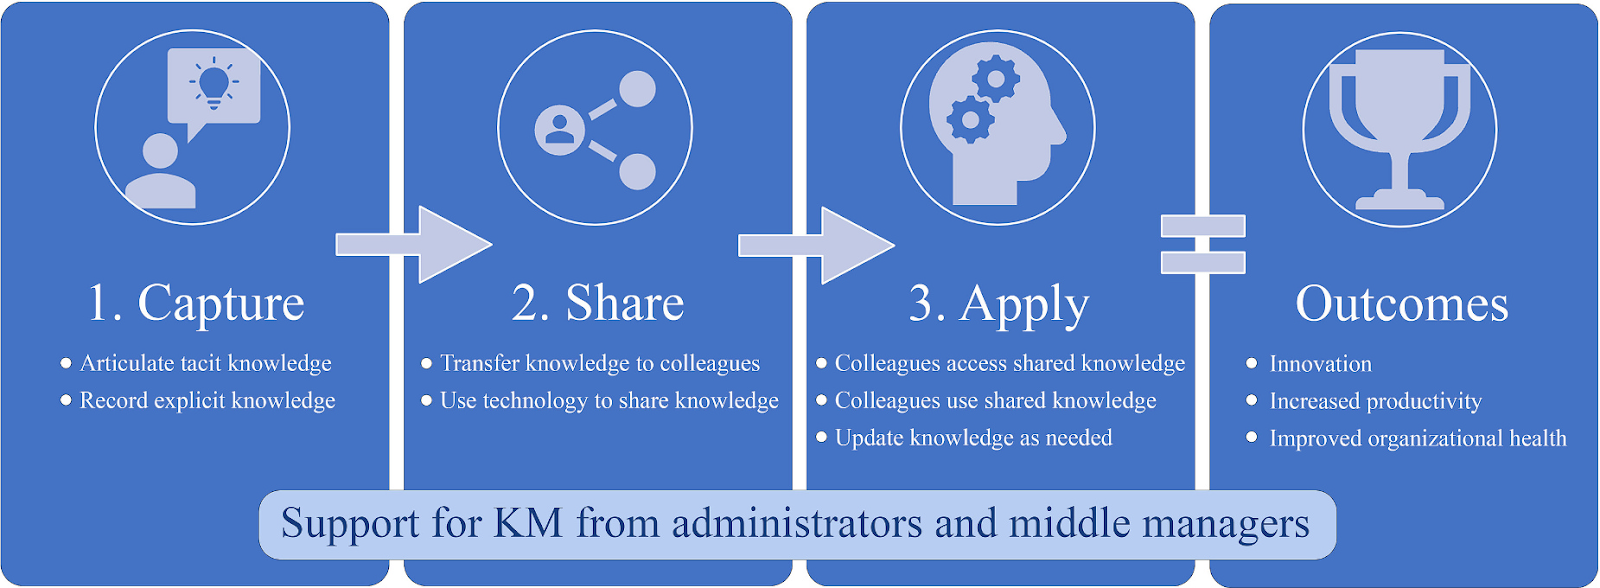 1. Capture
• Articulate tacit knowledge
• Record explicit knowledge
2. Share
• Transfer knowledge to colleagues
• Use technology to share knowledge
3. Apply
• Colleagues access shared knowledge
• Colleagues use shared knowledge
• Update knowledge as needed
Outcomes
• Innovation
• Increased productivity
• Improved organizational health
Support for KM from administrators and middle managers